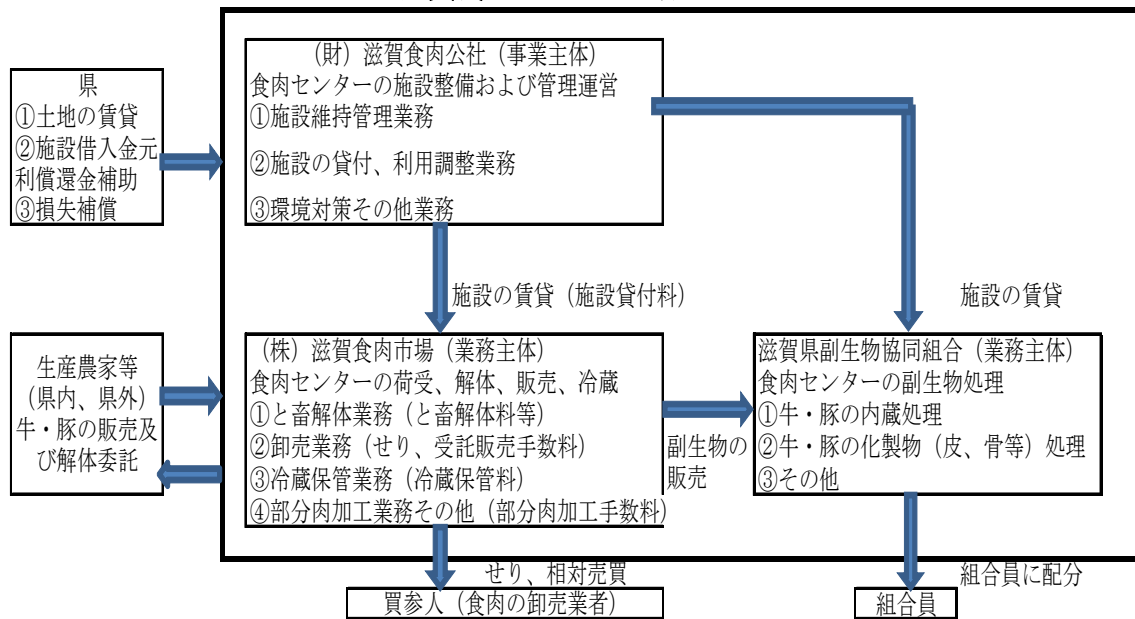 県
①土地の賃貸
②施設借入金元
利償還金補助
③損失補償
(財)滋賀食肉公社(事業主体)
食肉センターの施設整備および管理運営
①施設維持管理業務
②施設の貸付、利用調整業務
③環境対策その他業務
施設の賃貸(施設貸付料)
施設の賃貸
生産農家等
(県内、県外)
牛・豚の販売及
び解体委託
(株)滋賀食肉市場(業務主体)
食肉センターの荷受、解体、販売、冷蔵
①と畜解体業務(と畜解体料等)
②卸売業務(せり、受託販売手数料)
③冷蔵保管業務(冷蔵保管料)
④部分肉加工業務その他(部分肉加工手数料)
副生物の
販売
滋賀県副生物協同組合(業務主体)
食肉センターの副生物処理
①牛・豚の内蔵処理
②牛・豚の化製物(皮、骨等)処理
③その他
せり、相対売買
組合員に配分
買参人(食肉の卸売業者)
組合員